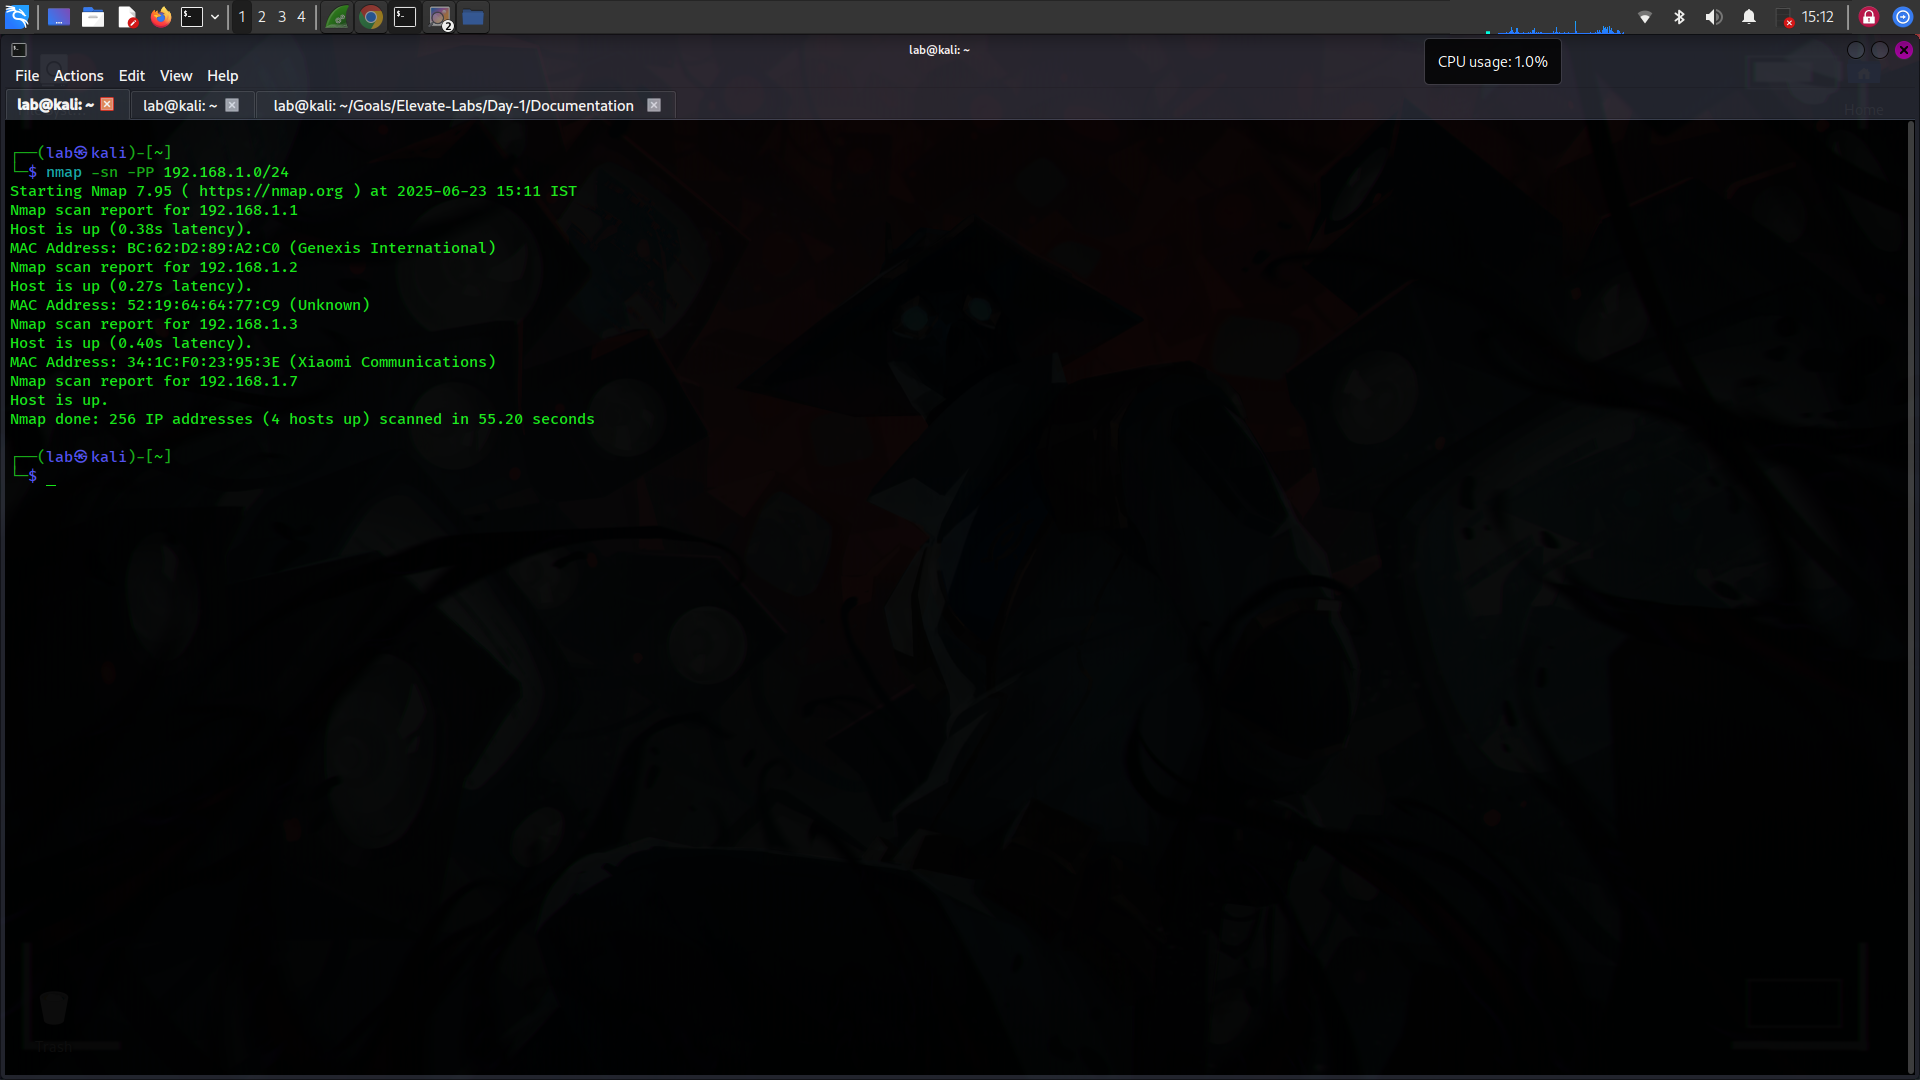 1 2 3 4
2
15:12
lab@kali: ~
CPU usage: 1.0%
File Actions Edit View Help
lab@kali: ~
lab@kali: ~
lab@kali: ~/Goals/Elevate-Labs/Day-1/Documentation
Home
┌──(lab㉿kali)-[~]
└─$ nmap -sn -PP 192.168.1.0/24
Starting Nmap 7.95 ( https://nmap.org ) at 2025-06-23 15:11 IST
Nmap scan report for 192.168.1.1
Host is up (0.38s latency).
MAC Address: BC:62:D2:89:A2:C0 (Genexis International)
Nmap scan report for 192.168.1.2
Host is up (0.27s latency).
MAC Address: 52:19:64:64:77:C9 (Unknown)
Nmap scan report for 192.168.1.3
Host is up (0.40s latency).
MAC Address: 34:1C:F0:23:95:3E (Xiaomi Communications)
Nmap scan report for 192.168.1.7
Host is up.
Nmap done: 256 IP addresses (4 hosts up) scanned in 55.20 seconds
┌──(lab㉿kali)-[~]
└─$ _
Trash